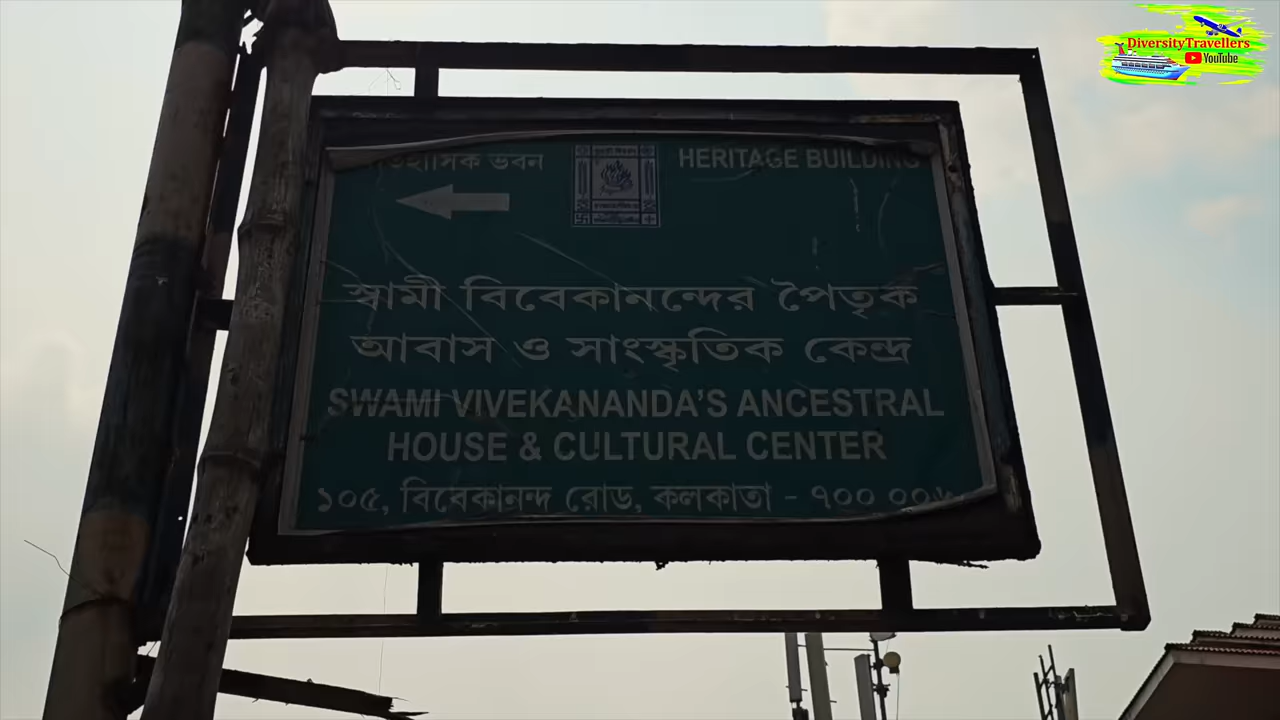 DiversityTravellers
YouTube
ঐতিহাসিক ভবন
HERITAGE BUILDING
স্বামী বিবেকানন্দের পৈতৃক
আবাস ও সাংস্কৃতিক কেন্দ্র
SWAMI VIVEKANANDA'S ANCESTRAL
HOUSE & CULTURAL CENTER
১০৫, বিবেকানন্দ রোড, কলকাতা - ৭০০ ০০৬